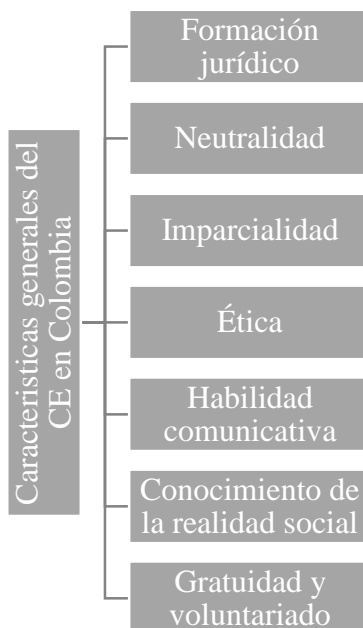 Caracteristicas generales del
CE en Colombia
Formación
jurídico
Neutralidad
Imparcialidad
Ética
Habilidad
comunicativa
Conocimiento de
la realidad social
Gratuidad y
voluntariado